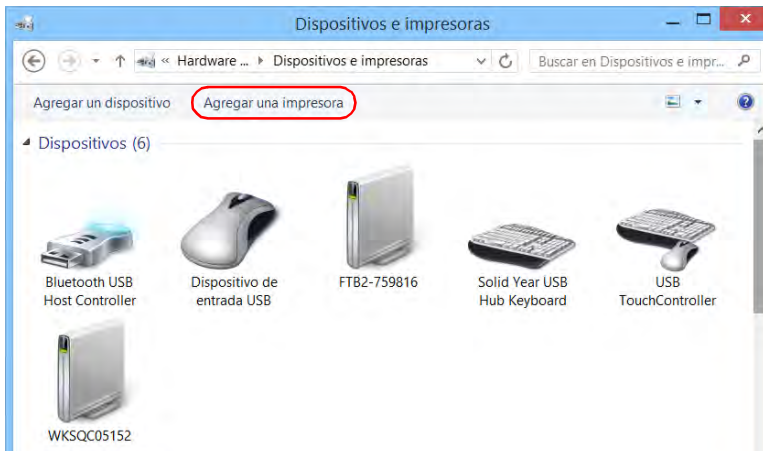 Dispositivos e impresoras
« Hardware ... ▸ Dispositivos e impresoras
Buscar en Dispositivos e impr...
Agregar un dispositivo
Agregar una impresora
Dispositivos (6)
Bluetooth USB
Host Controller
Dispositivo de
entrada USB
FTB2-759816
Solid Year USB
Hub Keyboard
USB
TouchController
WKSQC05152